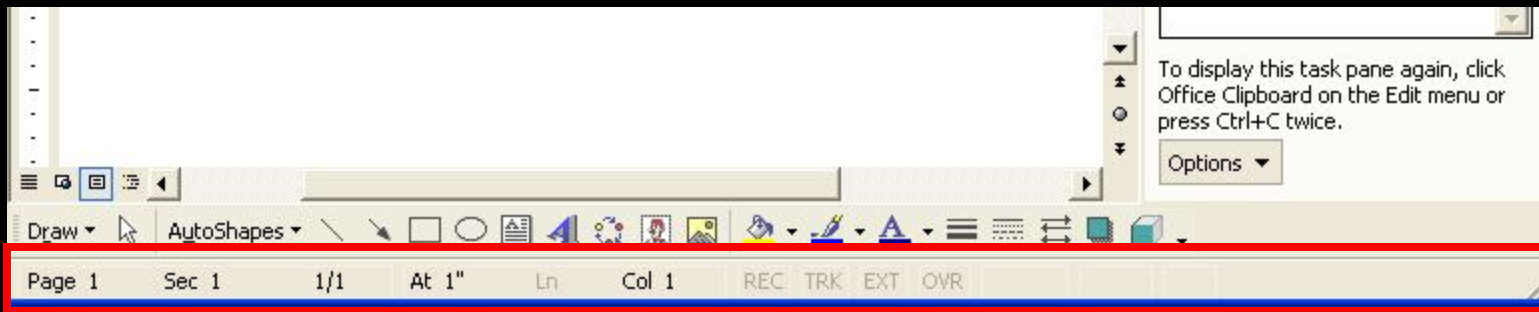 To display this task pane again, click
Office Clipboard on the Edit menu or
press Ctrl+C twice.
Options
Draw AutoShapes
Page 1 Sec 1 1/1 At 1" Ln Col 1 REC TRK EXT OVR